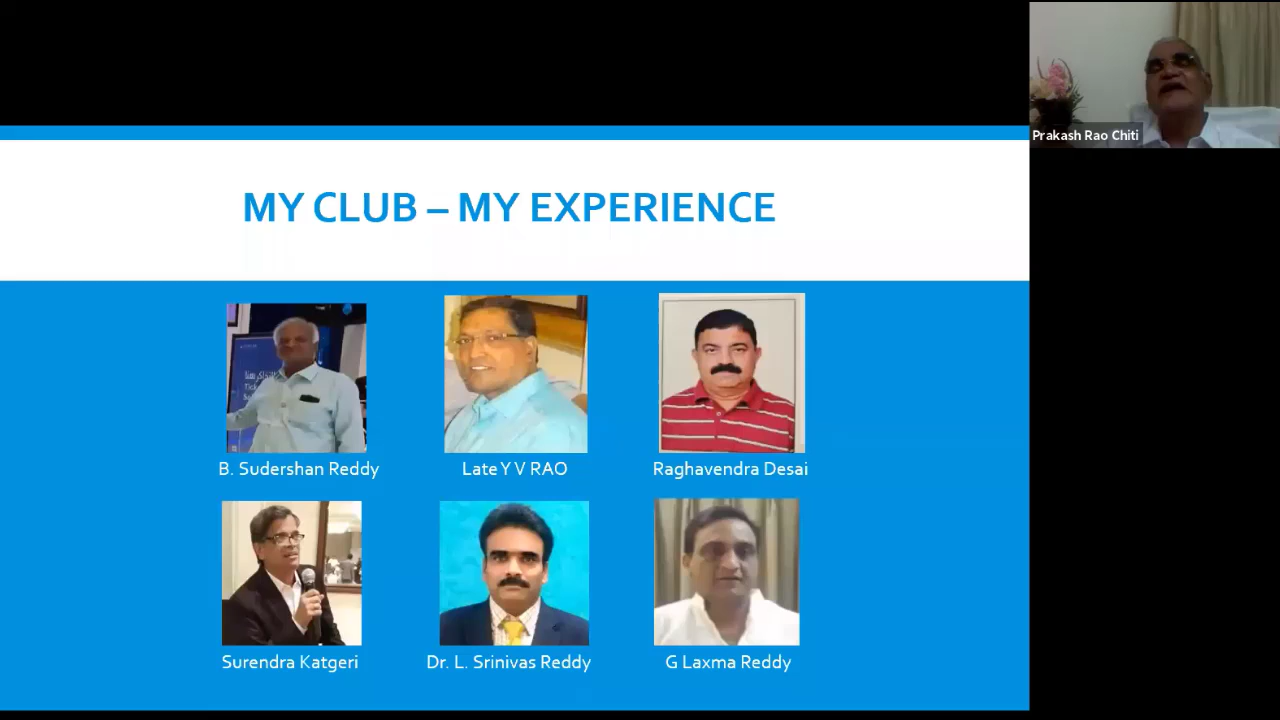 Prakash Rao Chiti
MY CLUB – MY EXPERIENCE
B. Sudershan Reddy
Late Y V RAO
Raghavendra Desai
Surendra Katgeri
Dr. L. Srinivas Reddy
G Laxma Reddy